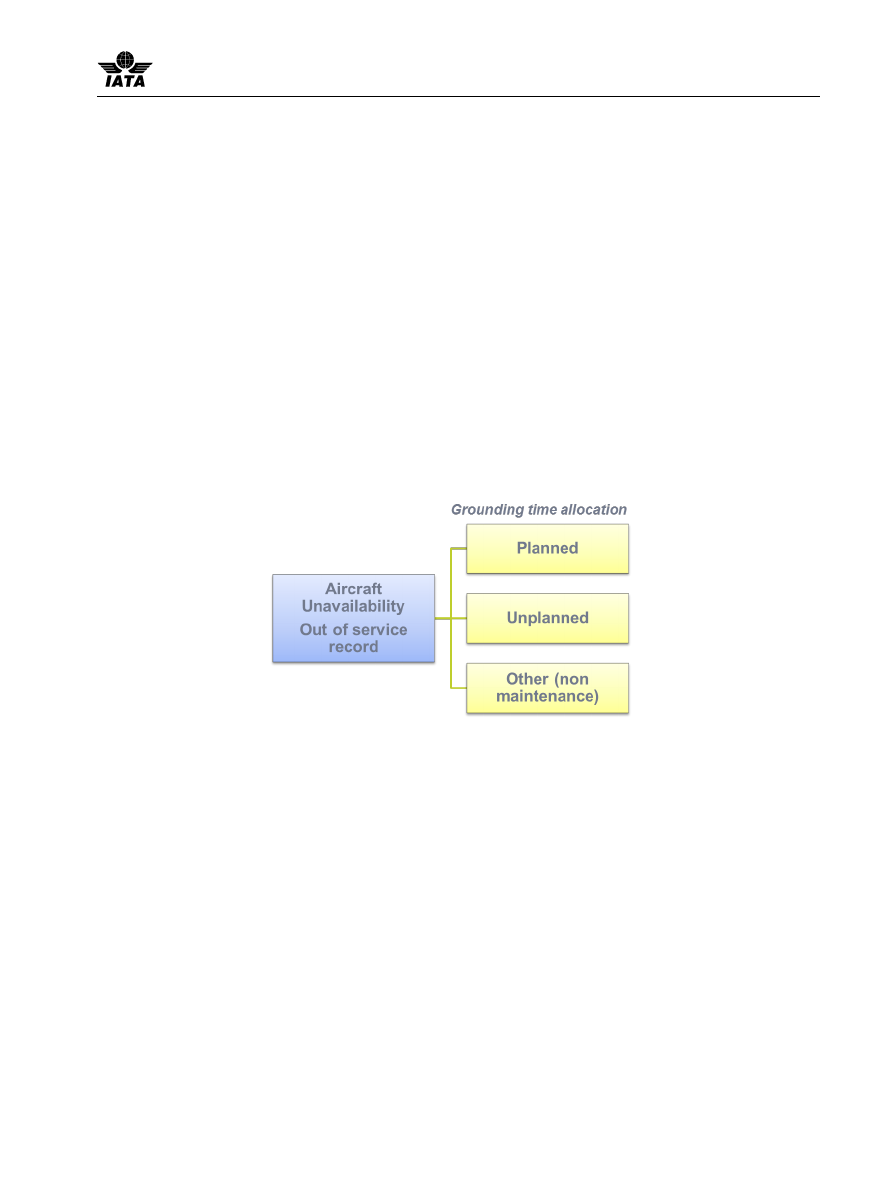 IATA
Grounding time allocation
Planned
Aircraft
Unavailability
Out of service
record
Unplanned
Other (non
maintenance)